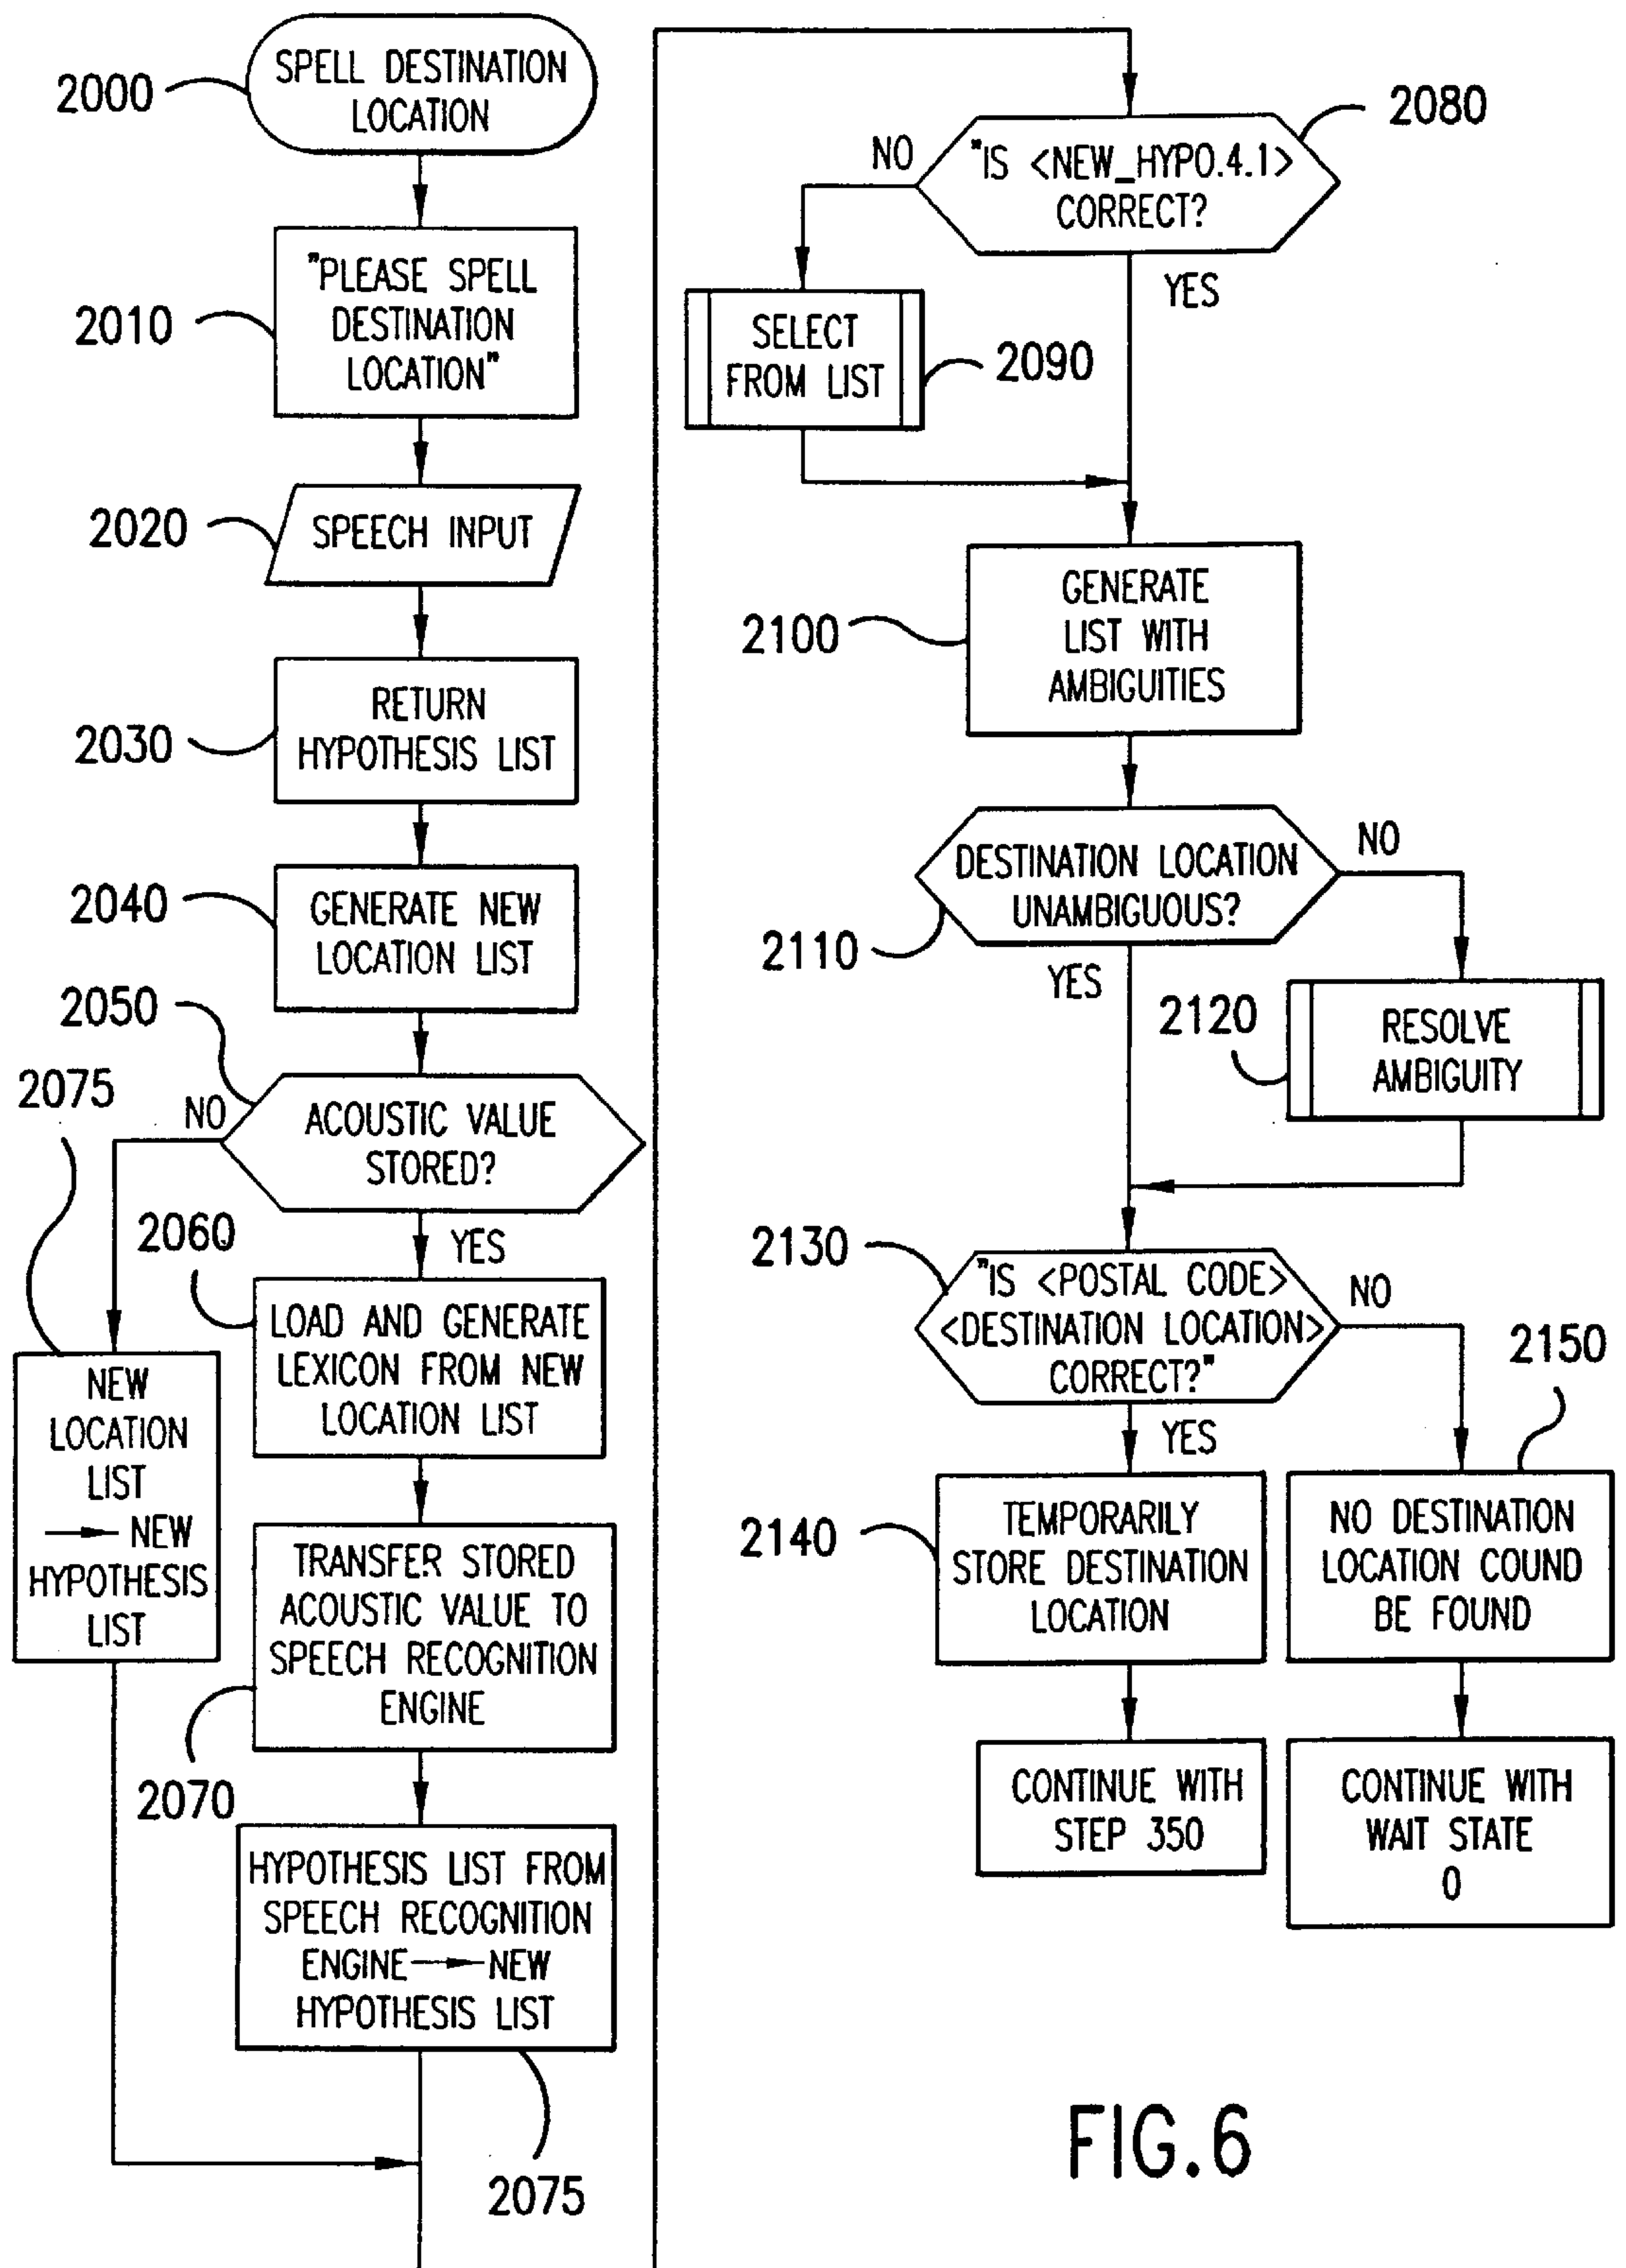 2000
SPELL DESTINATION
LOCATION
2010
"PLEASE SPELL
DESTINATION
LOCATION"
2020
SPEECH INPUT
2030
RETURN
HYPOTHESIS LIST
2040
GENERATE NEW
LOCATION LIST
2050
ACOUSTIC VALUE
STORED?
NO
YES
2075
NEW
LOCATION
LIST
→ NEW
HYPOTHESIS
LIST
2060
LOAD AND GENERATE
LEXICON FROM NEW
LOCATION LIST
TRANSFER STORED
ACOUSTIC VALUE TO
SPEECH RECOGNITION
ENGINE
2070
HYPOTHESIS LIST FROM
SPEECH RECOGNITION
ENGINE → NEW
HYPOTHESIS LIST
2075
2080
"IS <NEW_HYPO.4.1>
CORRECT?
NO
YES
SELECT
FROM LIST
2090
2100
GENERATE
LIST WITH
AMBIGUITIES
DESTINATION LOCATION
UNAMBIGUOUS?
2110
NO
YES
2120
RESOLVE
AMBIGUITY
2130
"IS <POSTAL CODE>
<DESTINATION LOCATION>
CORRECT?"
NO
YES
2140
TEMPORARILY
STORE DESTINATION
LOCATION
2150
NO DESTINATION
LOCATION COUND
BE FOUND
CONTINUE WITH
STEP 350
CONTINUE WITH
WAIT STATE
0
FIG.6